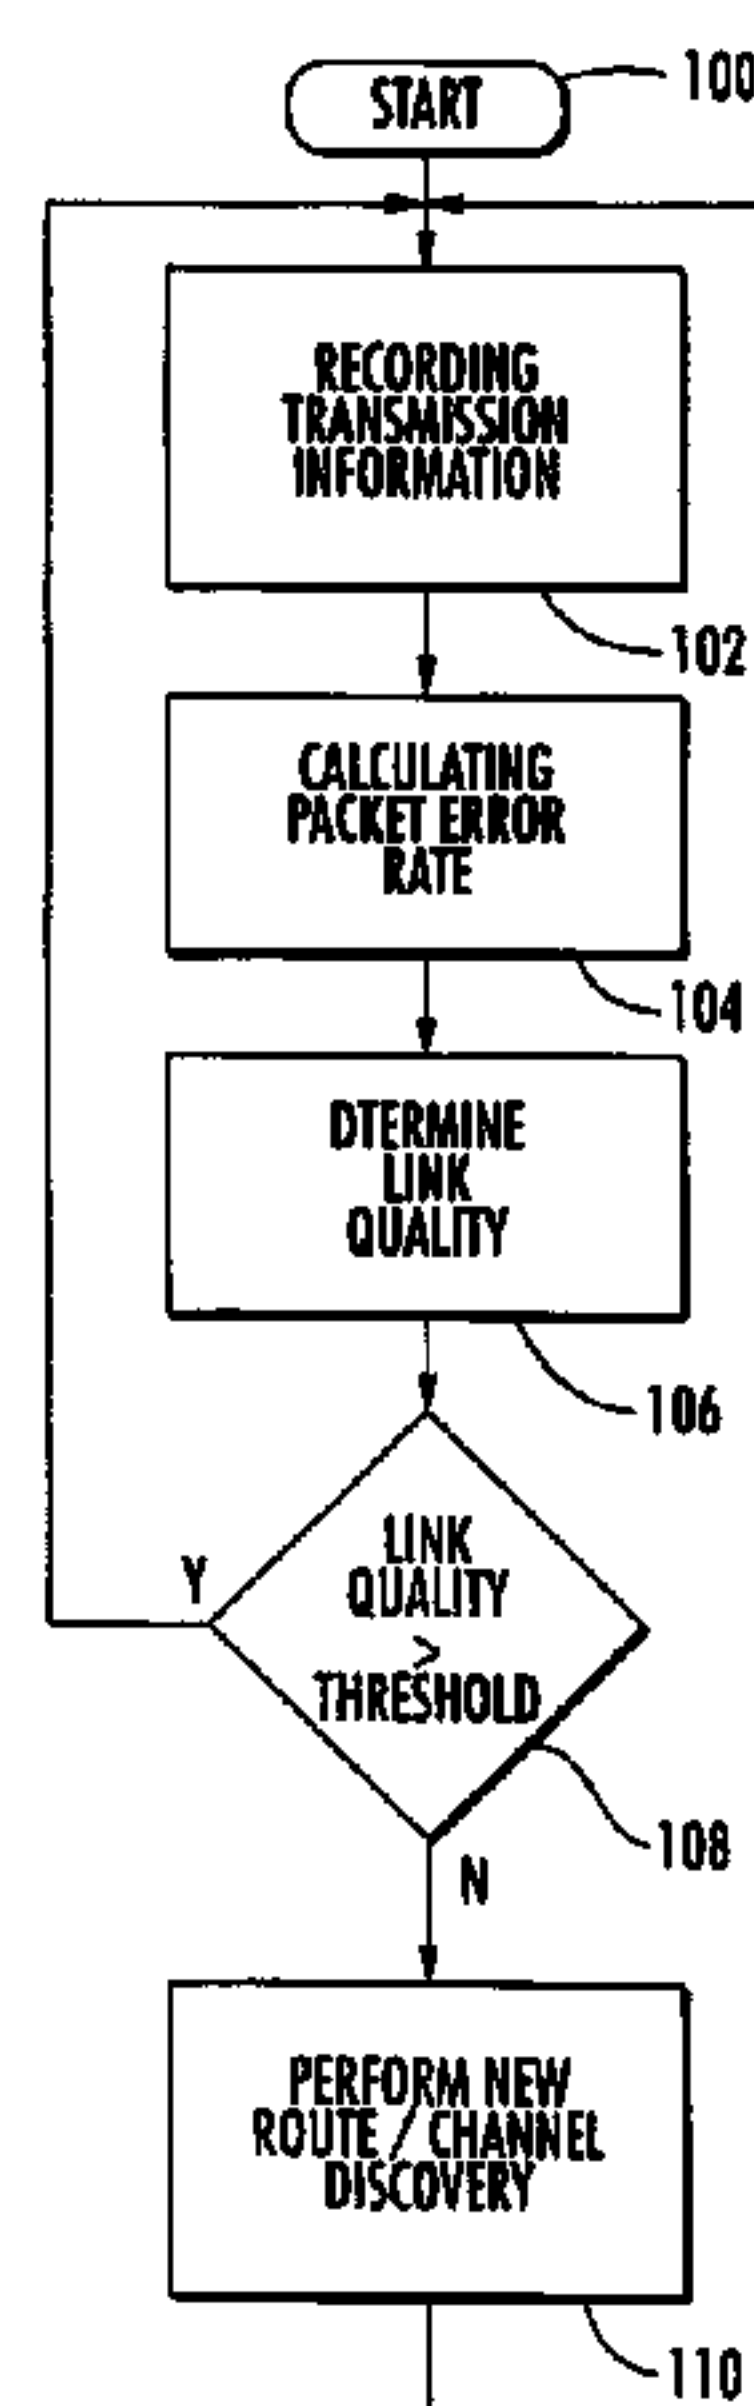 START
100
RECORDING
TRANSMISSION
INFORMATION
102
CALCULATING
PACKET ERROR
RATE
104
DTERMINE
LINK
QUALITY
106
LINK
QUALITY
>
THRESHOLD
Y
108
N
PERFORM NEW
ROUTE / CHANNEL
DISCOVERY
110